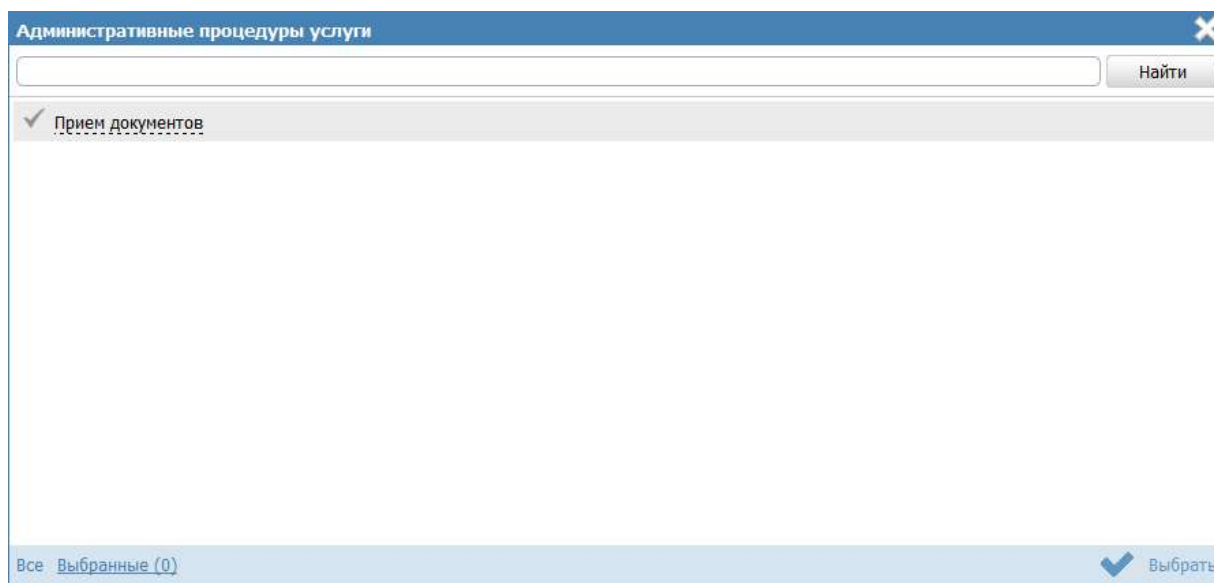 Административные процедуры услуги
Найти
Прием документов
Все Выбранные (0) Выбрать